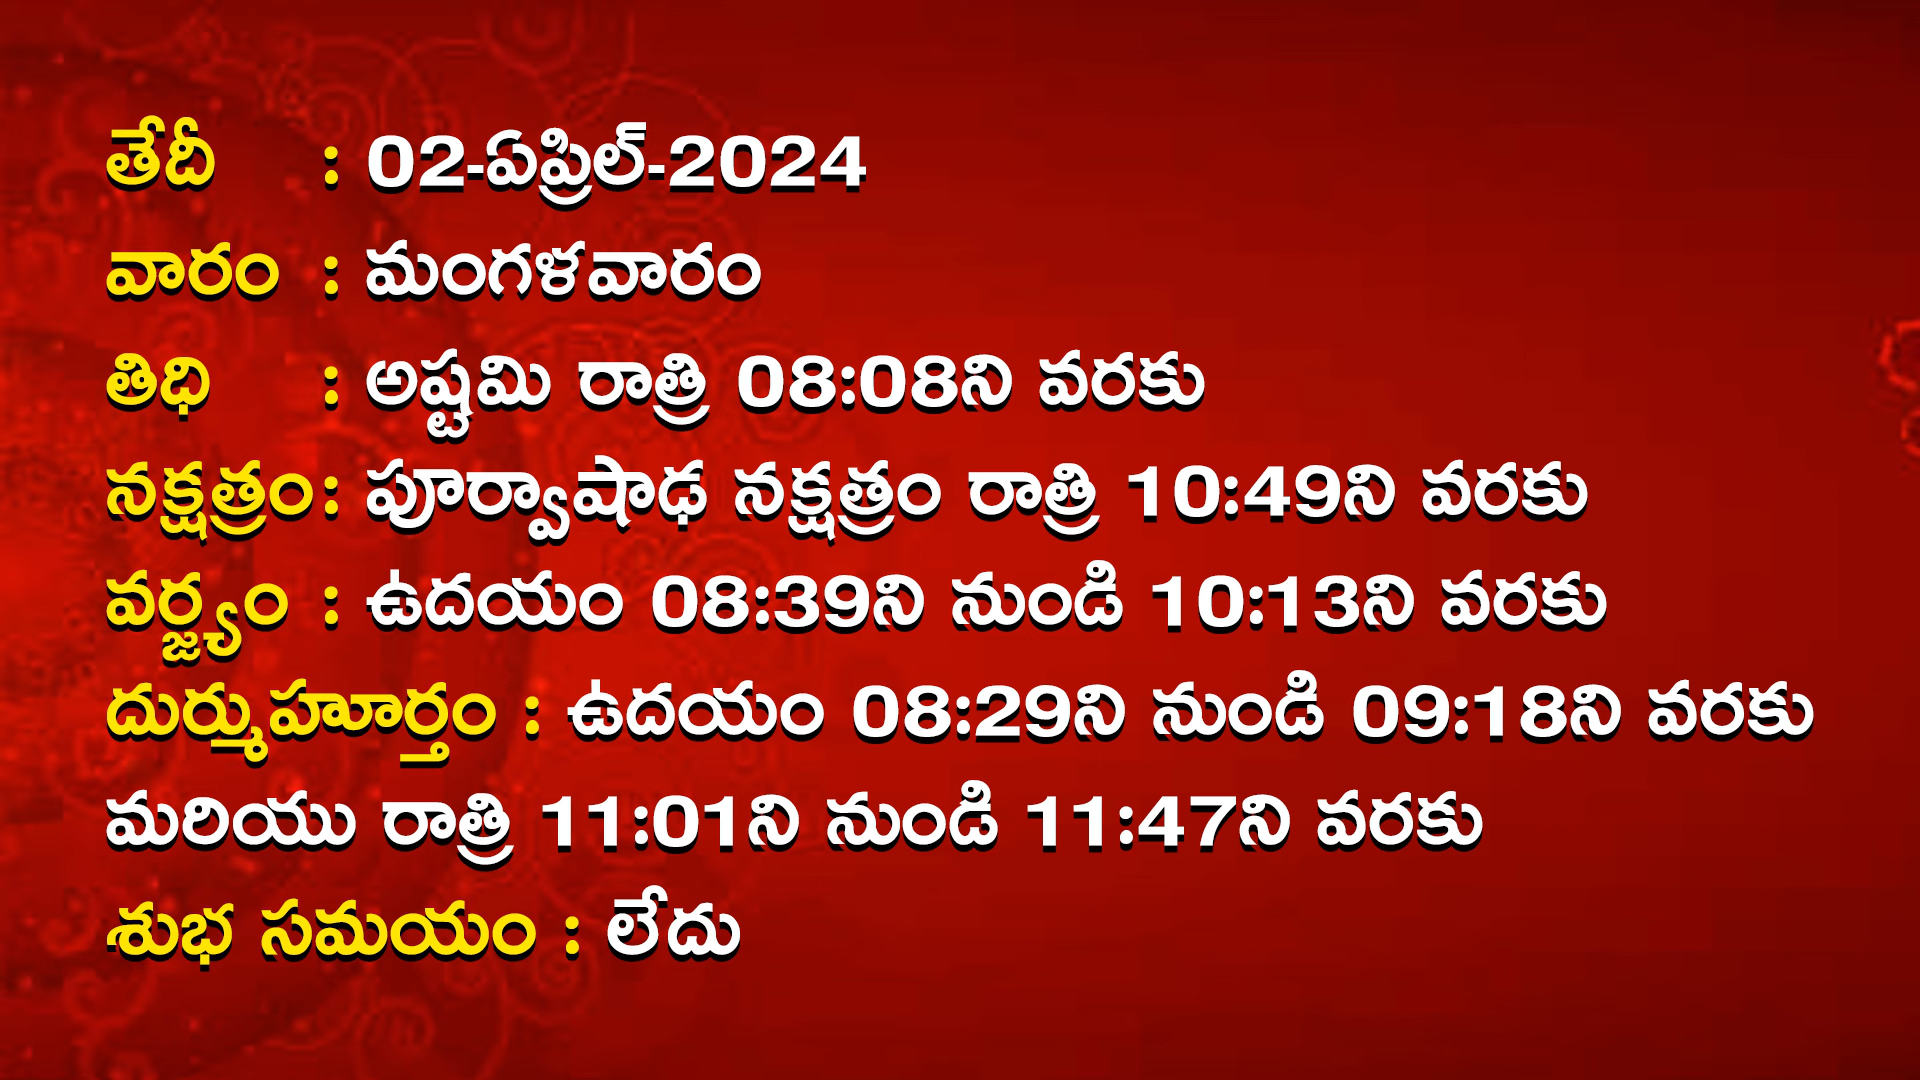 తేదీ : 02-ఏప్రిల్-2024
వారం : మంగళవారం
తిధి : అష్టమి రాత్రి 08:08ని వరకు
నక్షత్రం: పూర్వాషాఢ నక్షత్రం రాత్రి 10:49ని వరకు
వర్జ్యం : ఉదయం 08:39ని నుండి 10:13ని వరకు
దుర్ముహూర్తం : ఉదయం 08:29ని నుండి 09:18ని వరకు
మరియు రాత్రి 11:01ని నుండి 11:47ని వరకు
శుభ సమయం : లేదు